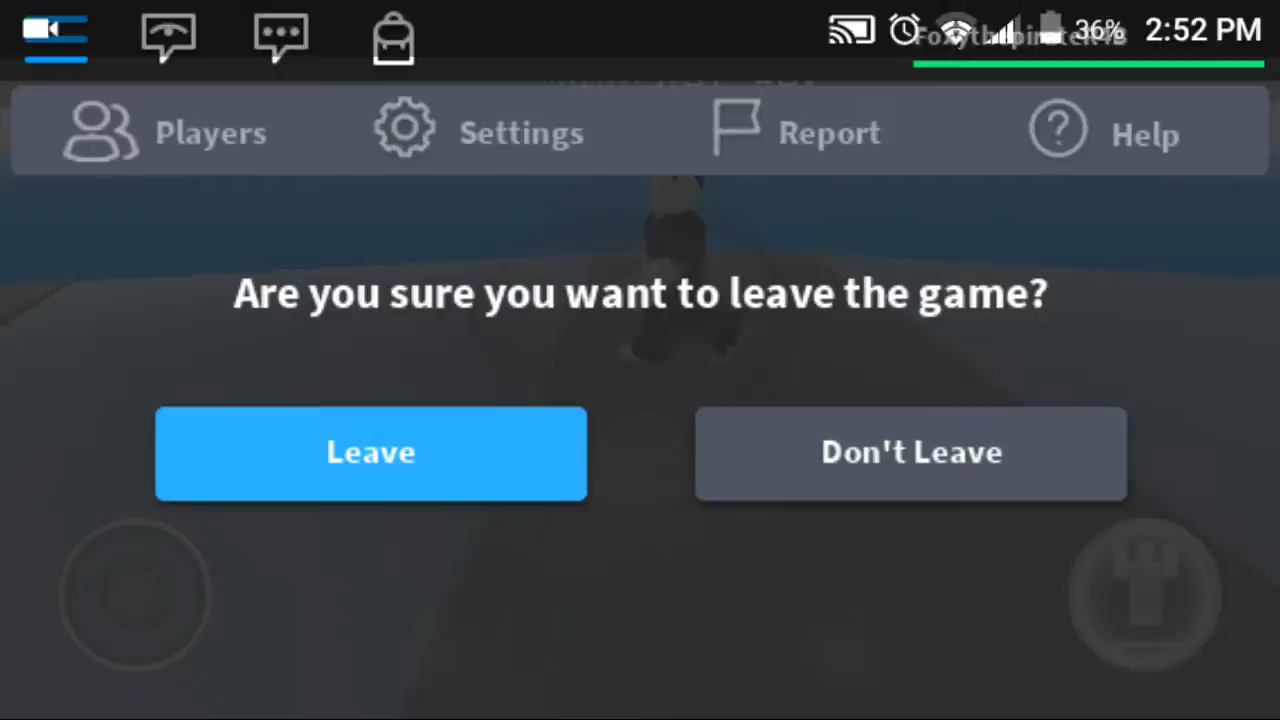 36% 2:52 PM
Players Settings Report Help
Are you sure you want to leave the game?
Leave Don't Leave